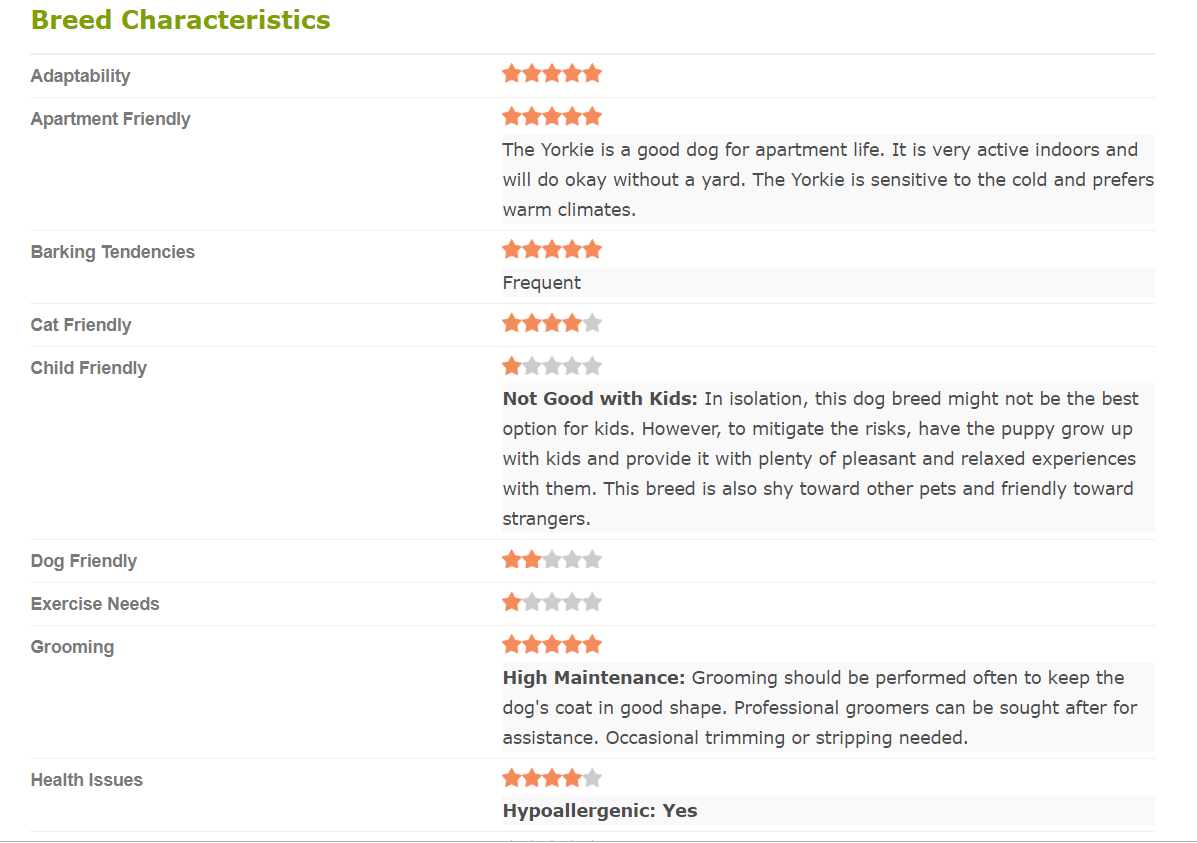 Breed Characteristics
Adaptability
Apartment Friendly
The Yorkie is a good dog for apartment life. It is very active indoors and
will do okay without a yard. The Yorkie is sensitive to the cold and prefers
warm climates.
Barking Tendencies
Frequent
Cat Friendly
Child Friendly
Not Good with Kids: In isolation, this dog breed might not be the best
option for kids. However, to mitigate the risks, have the puppy grow up
with kids and provide it with plenty of pleasant and relaxed experiences
with them. This breed is also shy toward other pets and friendly toward
strangers.
Dog Friendly
Exercise Needs
Grooming
High Maintenance: Grooming should be performed often to keep the
dog's coat in good shape. Professional groomers can be sought after for
assistance. Occasional trimming or stripping needed.
Health Issues
Hypoallergenic: Yes